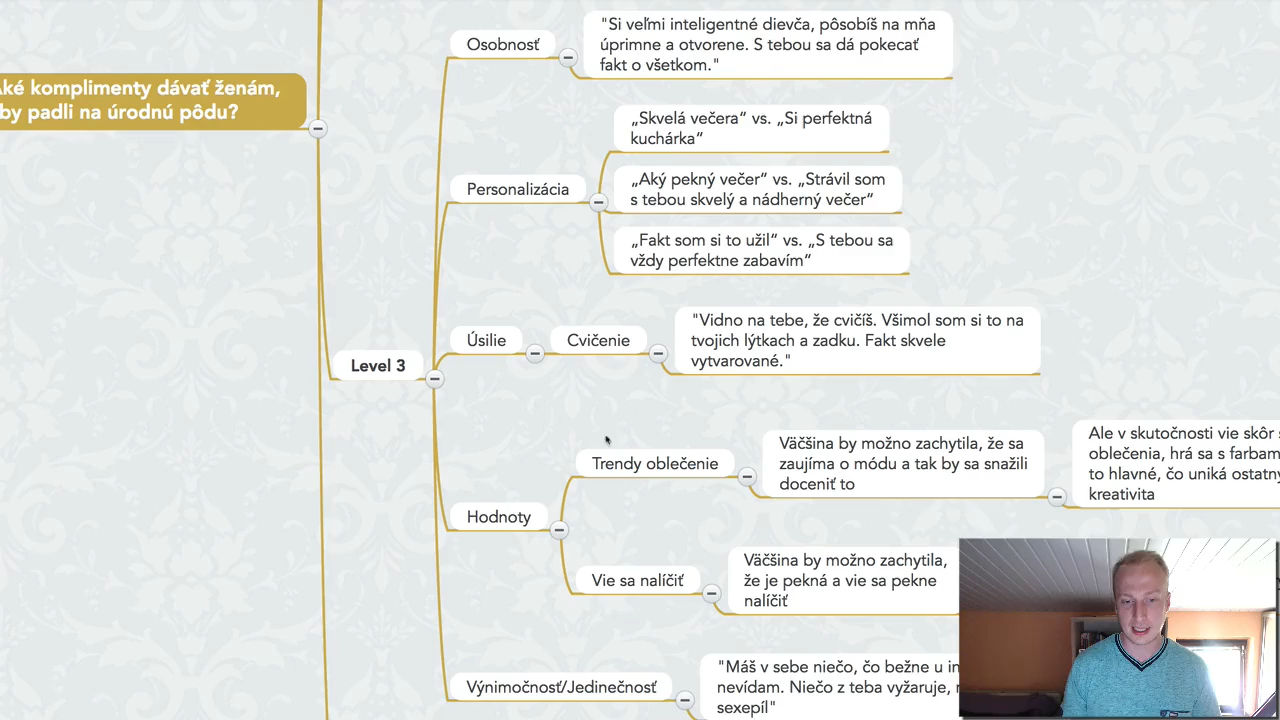 Aké komplimenty dávať ženám,
by padli na úrodnú pôdu?
Level 3
Osobnosť
"Si veľmi inteligentné dievča, pôsobíš na mňa
úprimne a otvorene. S tebou sa dá pokecať
fakt o všetkom."
Personalizácia
„Skvelá večera“ vs. „Si perfektná
kuchárka“
„Aký pekný večer“ vs. „Strávil som
s tebou skvelý a nádherný večer“
„Fakt som si to užil“ vs. „S tebou sa
vždy perfektne zabavím“
Úsilie
Cvičenie
"Vidno na tebe, že cvičíš. Všimol som si to na
tvojich lýtkach a zadku. Fakt skvele
vytvarované."
Hodnoty
Trendy oblečenie
Väčšina by možno zachytila, že sa
zaujíma o módu a tak by sa snažili
doceniť to
Ale v skutočnosti vie skôr
oblečenia, hrá sa s farbam
to hlavné, čo uniká ostatný
kreativita
Vie sa nalíčiť
Väčšina by možno zachytila,
že je pekná a vie sa pekne
nalíčiť
Výnimočnosť/Jedinečnosť
"Máš v sebe niečo, čo bežne u in
nevídam. Niečo z teba vyžaruje,
sexepíl"